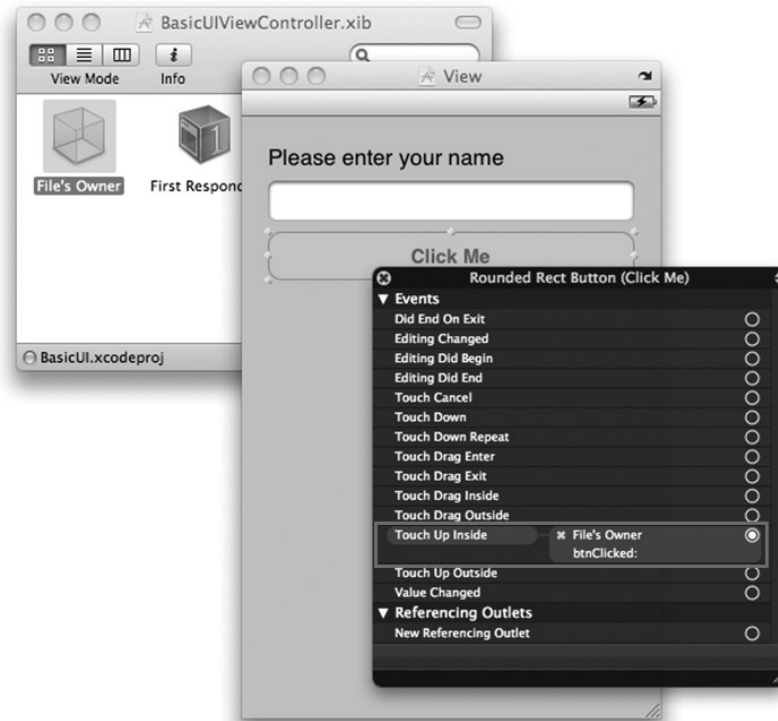 BasicUIViewController.xib
View Mode
Info
File's Owner
First Respon
BasicUI.xcodeproj
View
Please enter your name
Click Me
Rounded Rect Button (Click Me)
Events
Did End On Exit
Editing Changed
Editing Did Begin
Editing Did End
Touch Cancel
Touch Down
Touch Down Repeat
Touch Drag Enter
Touch Drag Exit
Touch Drag Inside
Touch Drag Outside
Touch Up Inside
File's Owner
btnClicked:
Touch Up Outside
Value Changed
Referencing Outlets
New Referencing Outlet